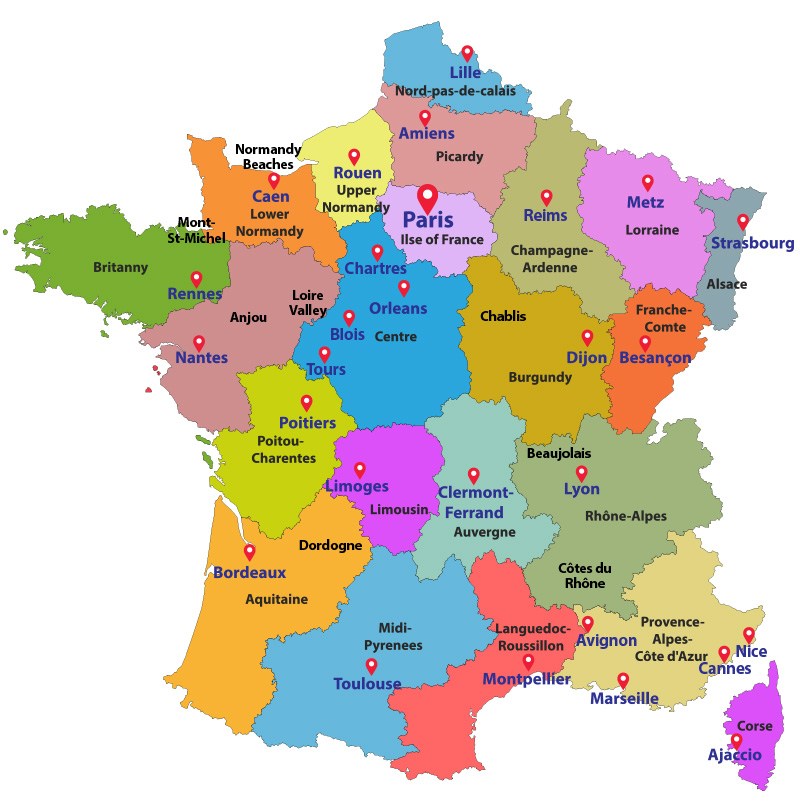 Lille
Nord-pas-de-calais
Amiens
Picardy
Normandy
Beaches
Rouen
Upper
Normandy
Caen
Lower
Normandy
Paris
Ilse of France
Reims
Champagne-
Ardenne
Metz
Lorraine
Strasbourg
Alsace
Mont-
St-Michel
Britanny
Rennes
Chartres
Orleans
Loire
Valley
Blois
Centre
Tours
Anjou
Nantes
Chablis
Dijon
Burgundy
Franche-
Comte
Besançon
Poitiers
Poitou-
Charentes
Limoges
Limousin
Clermont-
Ferrand
Auvergne
Beaujolais
Lyon
Rhône-Alpes
Côtes du
Rhône
Dordogne
Bordeaux
Aquitaine
Midi-
Pyrenees
Toulouse
Languedoc-
Roussillon
Montpellier
Avignon
Provence-
Alpes-
Côte d'Azur
Nice
Cannes
Marseille
Corse
Ajaccio